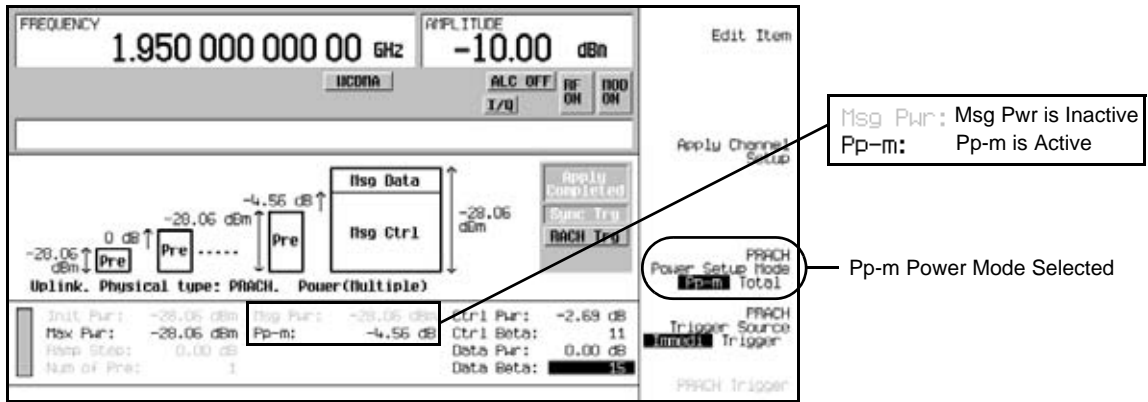 FREQUENCY
1.950 000 000 00 GHz
AMPLITUDE
-10.00 dBm
WCDMA
ALC OFF
I/Q
RF ON
MOD ON
Edit Item
Apply Channel
Setup
PRACH
Power Setup Mode
Pp-m Total
PRACH
Trigger Source
Immedi Trigger
PRACH Trigger
Msg Data
Msg Ctrl
-4.56 dB
-28.06 dBm
0 dB
-28.06
dBm
Pre
Pre
.....
Pre
-28.06
dBm
Apply
Completed
Sync Trg
RACH Trg
Uplink. Physical type: PRACH. Power(Multiple)
Init Pwr: -28.06 dBm Msg Pwr: -28.06 dBm Ctrl Pwr: -2.69 dB
Max Pwr: -28.06 dBm Pp-m: -4.56 dB Ctrl Beta: 11
Ramp Step: 0.00 dB Data Pwr: 0.00 dB
Num of Pre: 1 Data Beta: 15
Msg Pwr: Msg Pwr is Inactive
Pp-m: Pp-m is Active
Pp-m Power Mode Selected